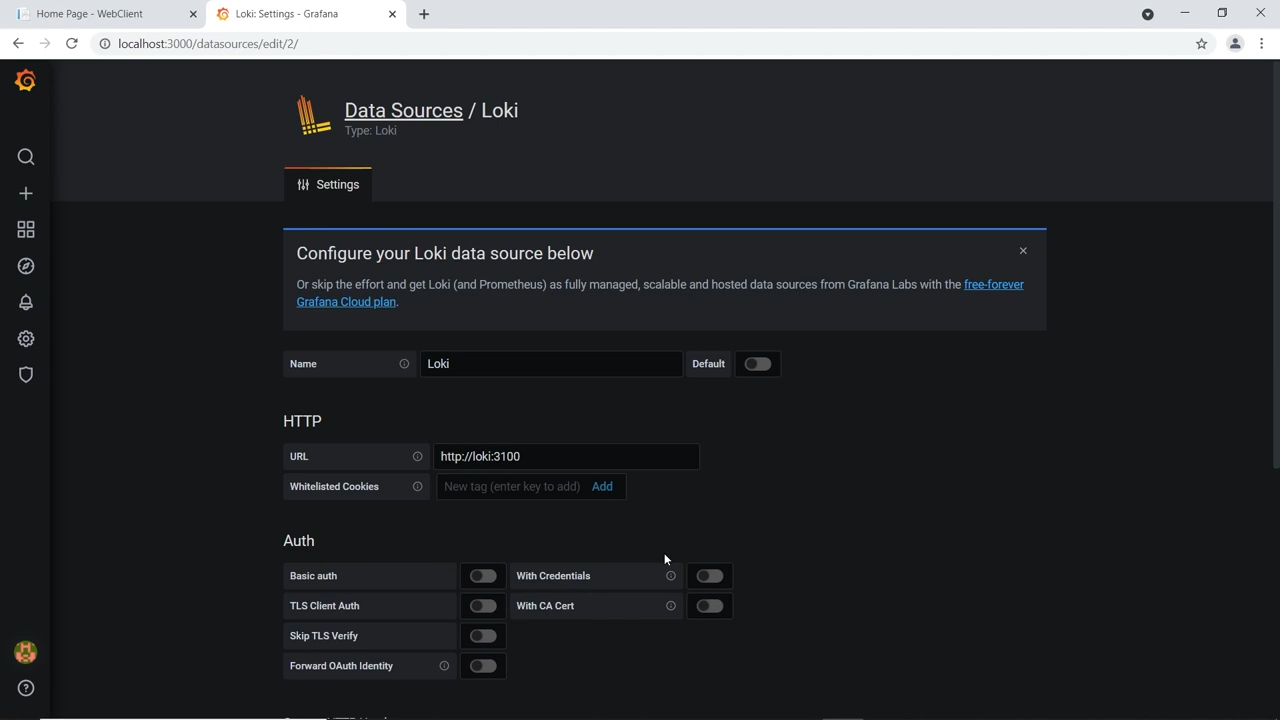 Home Page - WebClient
Loki: Settings - Grafana
localhost:3000/datasources/edit/2/
Data Sources / Loki
Type: Loki
Settings
Configure your Loki data source below
Or skip the effort and get Loki (and Prometheus) as fully managed, scalable and hosted data sources from Grafana Labs with the free-forever
Grafana Cloud plan.
Name Loki Default
HTTP
URL http://loki:3100
Whitelisted Cookies New tag (enter key to add) Add
Auth
Basic auth With Credentials
TLS Client Auth With CA Cert
Skip TLS Verify
Forward OAuth Identity